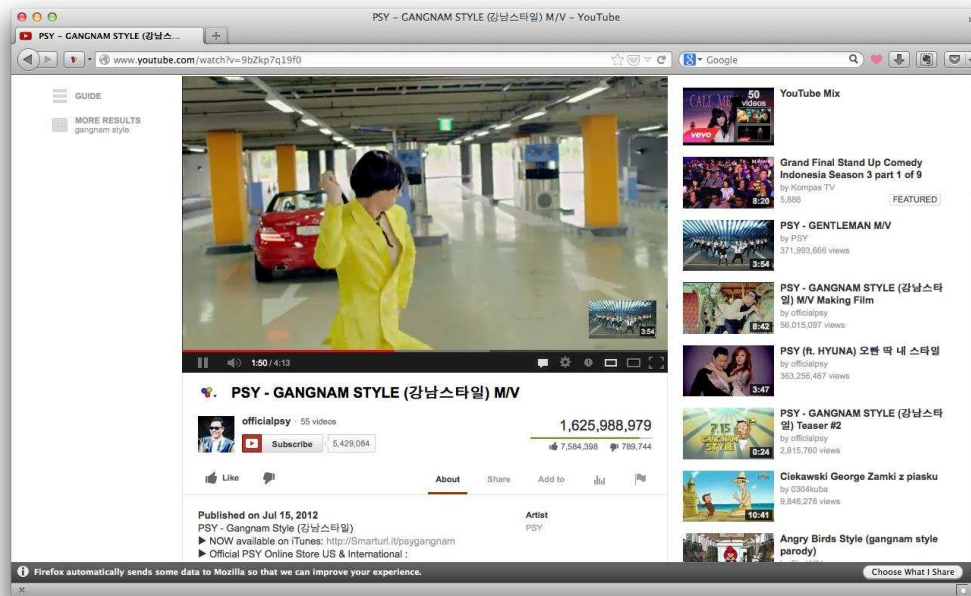 PSY - GANGNAM STYLE (강남스타일) M/V - YouTube
PSY - GANGNAM STYLE (강남스...
www.youtube.com/watch?v=9bZkp7q19f0
Google
GUIDE
MORE RESULTS
gangnam style
3:54
1:50 / 4:13
PSY - GANGNAM STYLE (강남스타일) M/V
officialpsy · 55 videos
Subscribe
5,429,084
1,625,988,979
7,584,398
789,744
Like
About
Share
Add to
Published on Jul 15, 2012
PSY - Gangnam Style (강남스타일)
▶ NOW available on iTunes: http://Smarturl.it/psygangnam
▶ Official PSY Online Store US & International :
Artist
PSY
CALL ME
50
videos
vevo
YouTube Mix
8:20
Grand Final Stand Up Comedy
Indonesia Season 3 part 1 of 9
by Kompas TV
5,886
FEATURED
3:54
PSY - GENTLEMAN M/V
by PSY
371,993,666 views
8:42
PSY - GANGNAM STYLE (강남스타
일) M/V Making Film
by officialpsy
56,015,097 views
3:47
PSY (ft. HYUNA) 오빤 딱 내 스타일
by officialpsy
363,256,467 views
7.15
GANGNAM
STYLE
0:24
PSY - GANGNAM STYLE (강남스타
일) Teaser #2
by officialpsy
2,815,760 views
10:41
Ciekawski George Zamki z piasku
by 0304kuba
9,846,278 views
Angry Birds Style (gangnam style
parody)
Firefox automatically sends some data to Mozilla so that we can improve your experience.
Choose What I Share